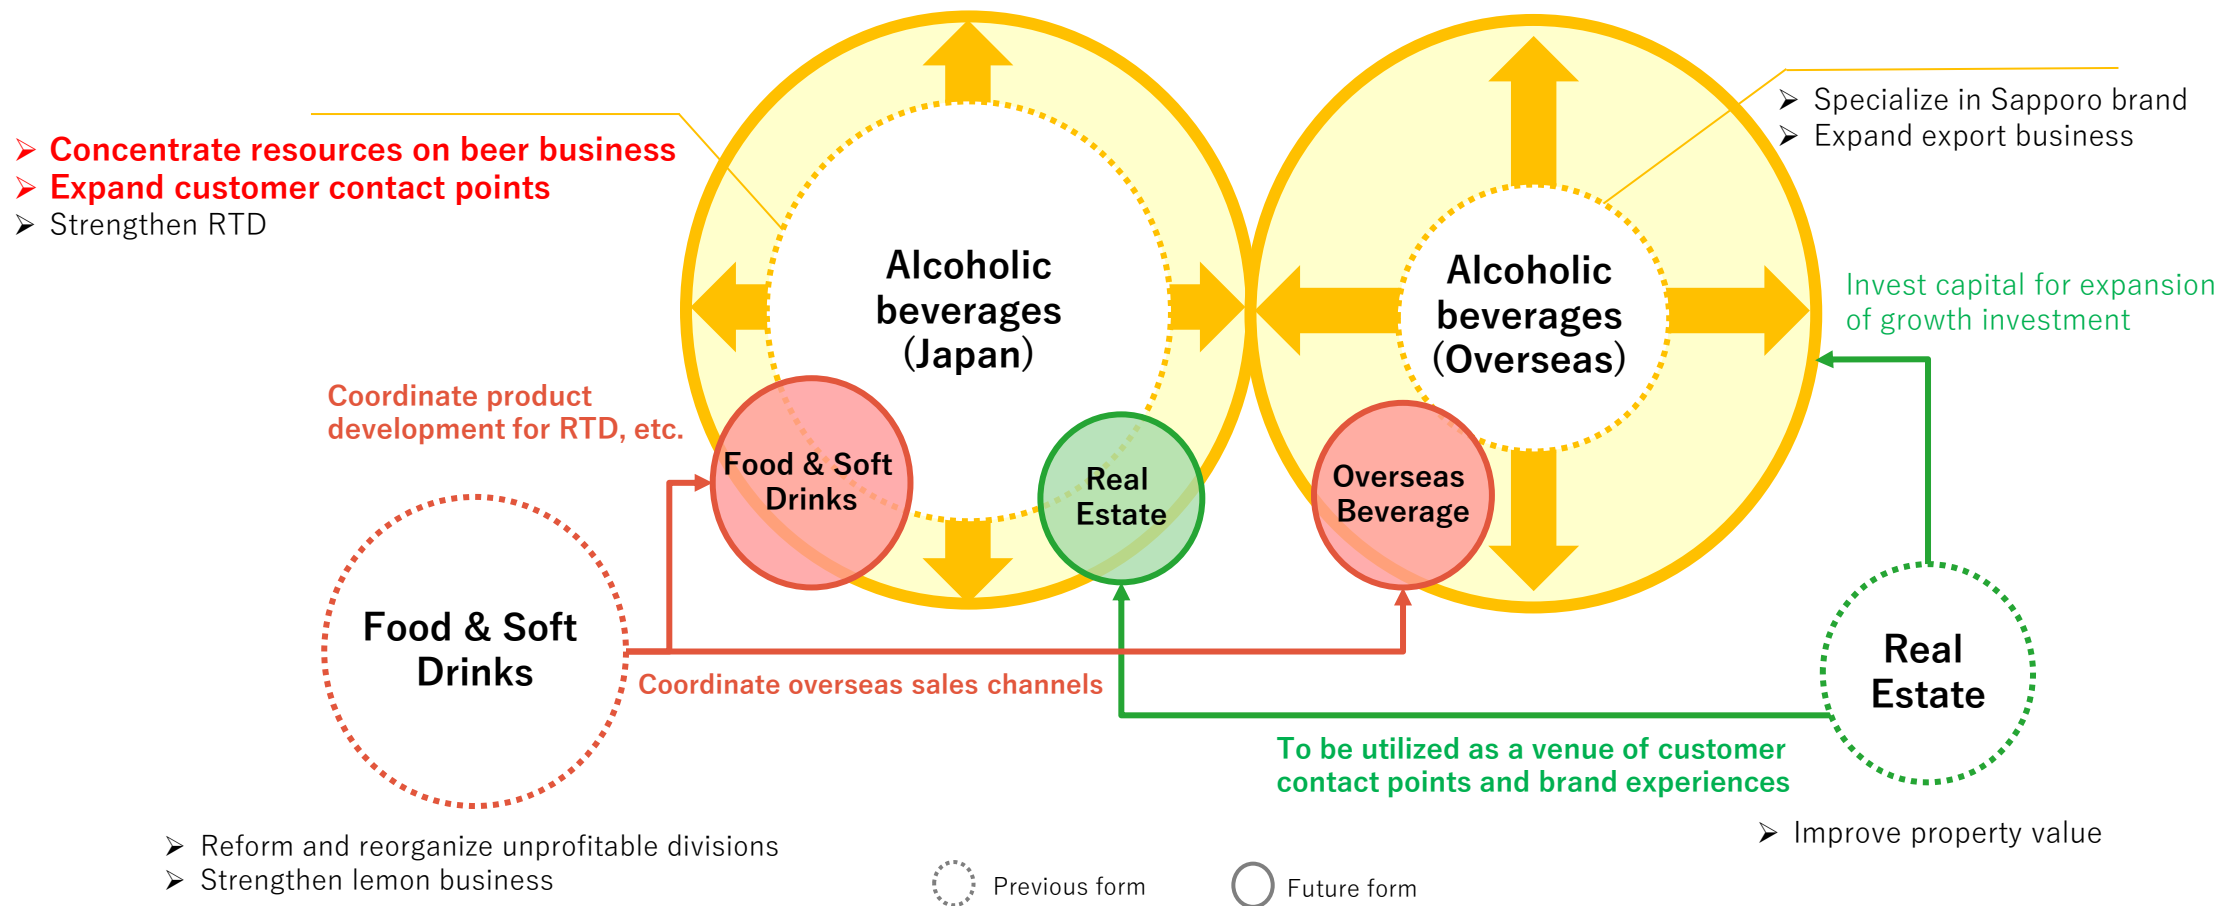 ➢ Concentrate resources on beer business
➢ Expand customer contact points
➢ Strengthen RTD
Alcoholic
beverages
(Japan)
Alcoholic
beverages
(Overseas)
➢ Specialize in Sapporo brand
➢ Expand export business
Invest capital for expansion
of growth investment
Coordinate product
development for RTD, etc.
Food & Soft
Drinks
Real
Estate
Overseas
Beverage
Food & Soft
Drinks
Coordinate overseas sales channels
Real
Estate
To be utilized as a venue of customer
contact points and brand experiences
➢ Reform and reorganize unprofitable divisions
➢ Strengthen lemon business
➢ Improve property value
Previous form
Future form